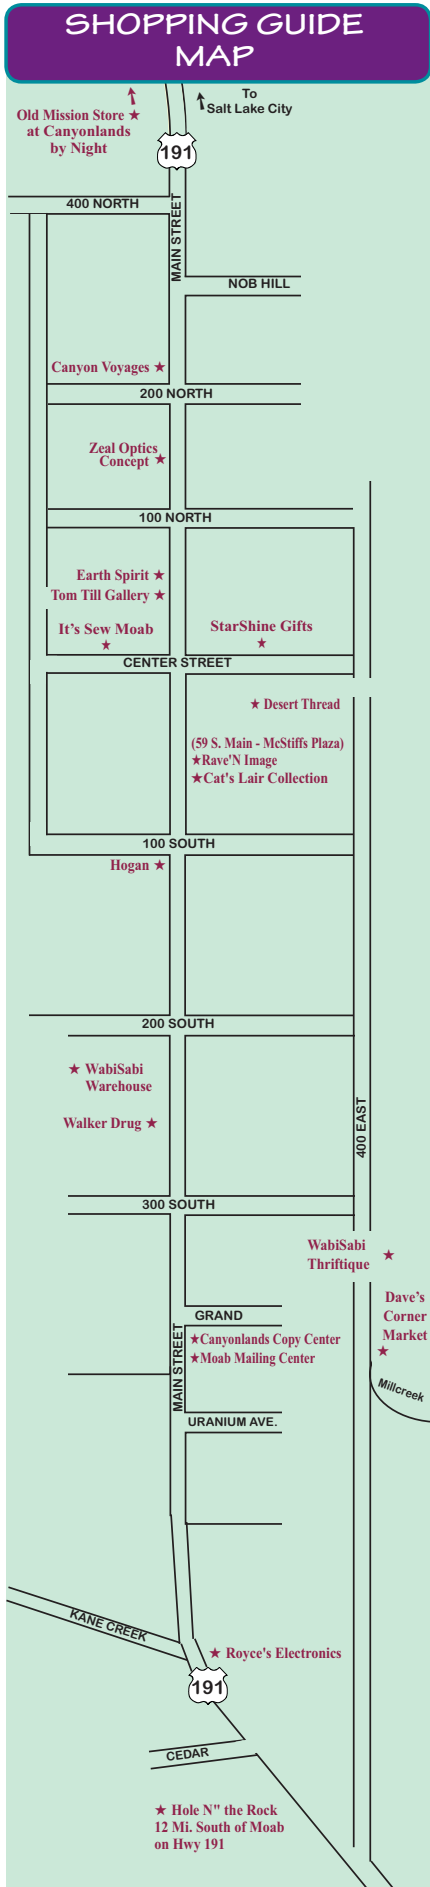 SHOPPING GUIDE
MAP
To
Salt Lake City
Old Mission Store ★
at Canyonlands
by Night
191
400 NORTH
MAIN STREET
NOB HILL
Canyon Voyages ★
200 NORTH
Zeal Optics
Concept ★
100 NORTH
Earth Spirit ★
Tom Till Gallery ★
It's Sew Moab
★
StarShine Gifts
★
CENTER STREET
★ Desert Thread
(59 S. Main - McStiffs Plaza)
★Rave'N Image
★Cat's Lair Collection
100 SOUTH
Hogan ★
200 SOUTH
★ WabiSabi
Warehouse
Walker Drug ★
400 EAST
300 SOUTH
WabiSabi
Thriftique ★
Dave's
Corner
Market
★
GRAND
MAIN STREET
★Canyonlands Copy Center
★Moab Mailing Center
Millcreek
URANIUM AVE.
KANE CREEK
★ Royce's Electronics
191
CEDAR
★ Hole N" the Rock
12 Mi. South of Moab
on Hwy 191